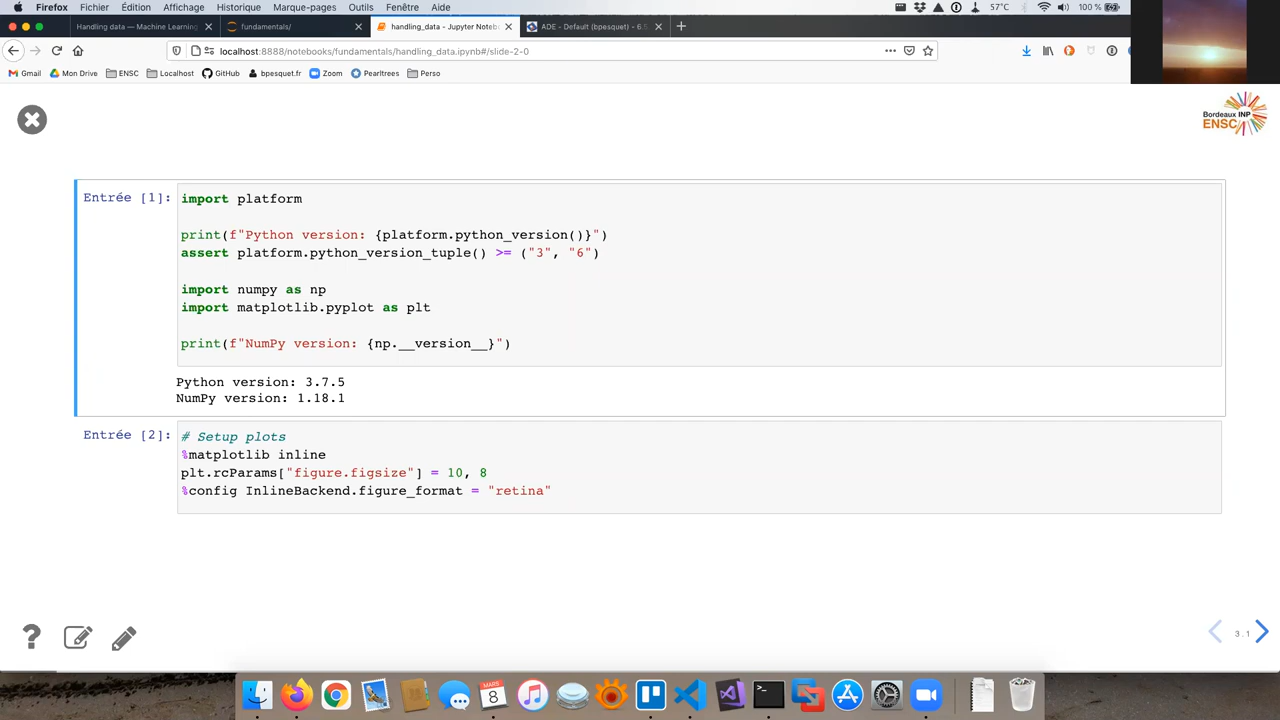 Firefox Fichier Édition Affichage Historique Marque-pages Outils Fenêtre Aide 57°C 100 %
Handling data — Machine Learning fundamentals/ handling_data - Jupyter Noteb ADE - Default (bpesquet) - 6.5
localhost:8888/notebooks/fundamentals/handling_data.ipynb#/slide-2-0
Gmail Mon Drive ENSC Localhost GitHub bpesquet.fr Zoom Pearltrees Perso
Bordeaux INP
ENSC
Entrée [1]: import platform
print(f"Python version: {platform.python_version()}")
assert platform.python_version_tuple() >= ("3", "6")
import numpy as np
import matplotlib.pyplot as plt
print(f"NumPy version: {np.__version__}")
Python version: 3.7.5
NumPy version: 1.18.1
Entrée [2]: # Setup plots
%matplotlib inline
plt.rcParams["figure.figsize"] = 10, 8
%config InlineBackend.figure_format = "retina"
3.1
MARS
8